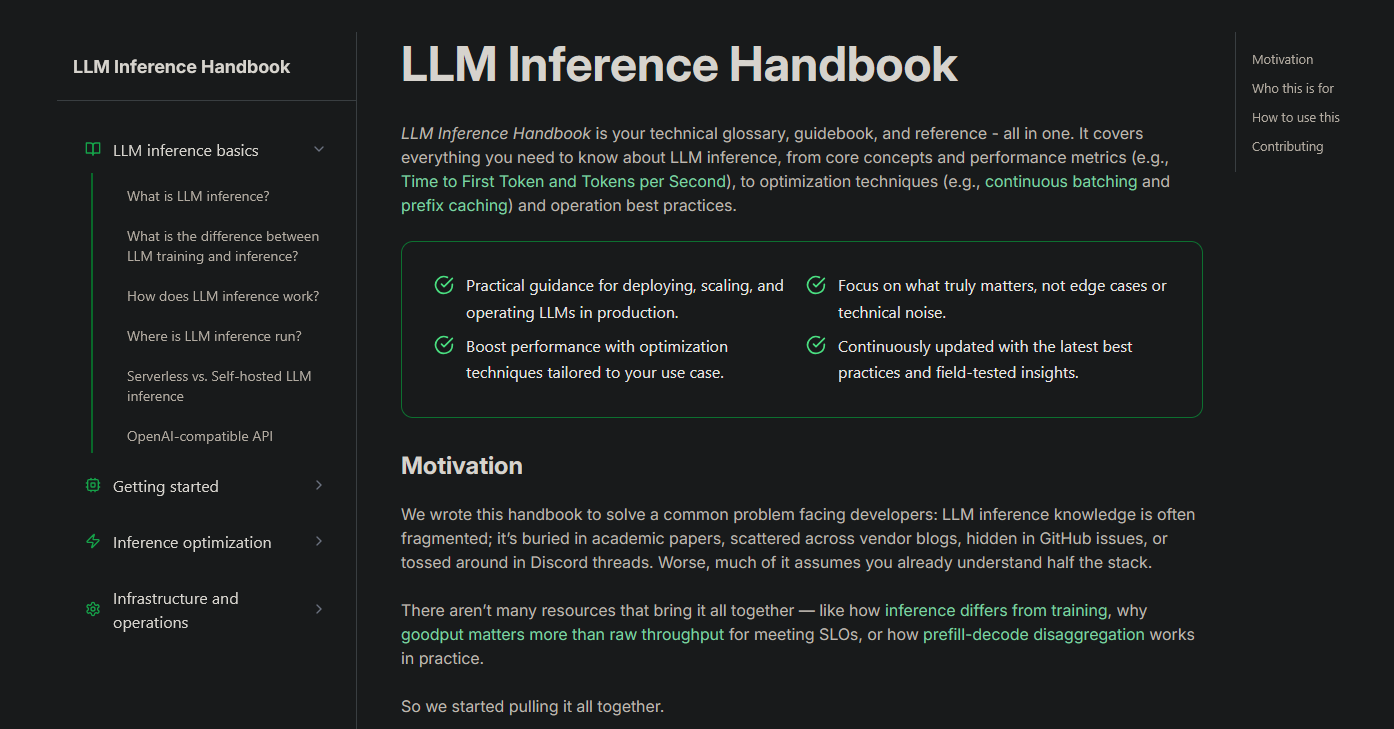 LLM Inference Handbook
LLM inference basics
What is LLM inference?
What is the difference between
LLM training and inference?
How does LLM inference work?
Where is LLM inference run?
Serverless vs. Self-hosted LLM
inference
OpenAI-compatible API
Getting started
Inference optimization
Infrastructure and
operations
LLM Inference Handbook
LLM Inference Handbook is your technical glossary, guidebook, and reference - all in one. It covers
everything you need to know about LLM inference, from core concepts and performance metrics (e.g.,
Time to First Token and Tokens per Second), to optimization techniques (e.g., continuous batching and
prefix caching) and operation best practices.
Practical guidance for deploying, scaling, and
operating LLMs in production.
Focus on what truly matters, not edge cases or
technical noise.
Boost performance with optimization
techniques tailored to your use case.
Continuously updated with the latest best
practices and field-tested insights.
Motivation
We wrote this handbook to solve a common problem facing developers: LLM inference knowledge is often
fragmented; it’s buried in academic papers, scattered across vendor blogs, hidden in GitHub issues, or
tossed around in Discord threads. Worse, much of it assumes you already understand half the stack.
There aren’t many resources that bring it all together — like how inference differs from training, why
goodput matters more than raw throughput for meeting SLOs, or how prefill-decode disaggregation works
in practice.
So we started pulling it all together.
Motivation
Who this is for
How to use this
Contributing